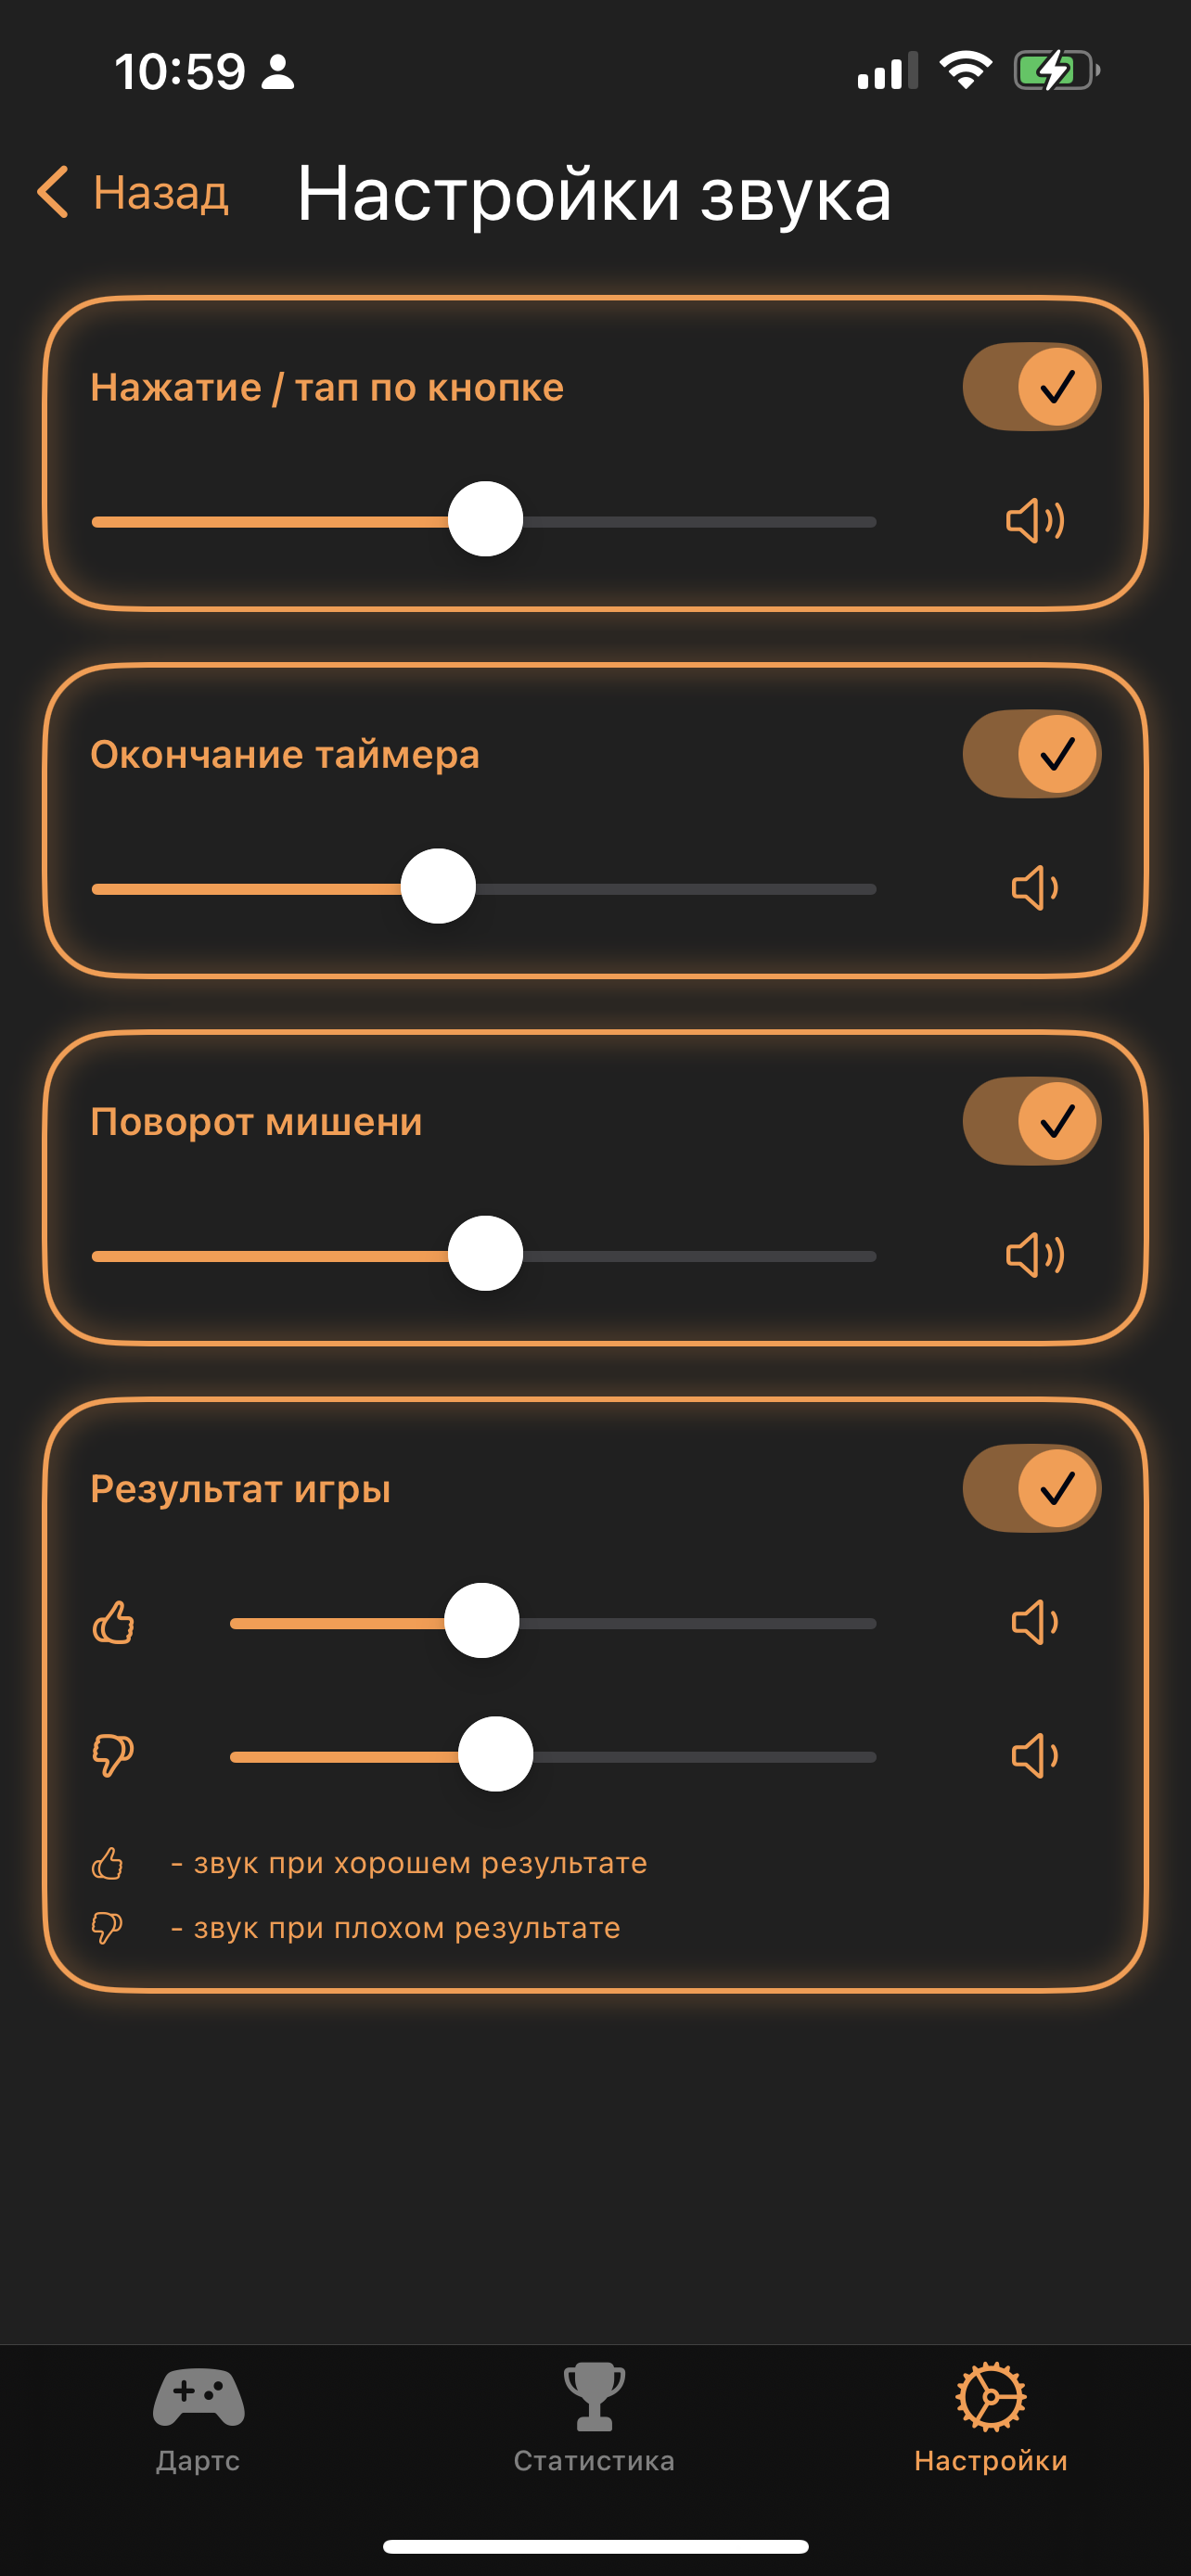 10:59
Назад
Настройки звука
Нажатие / тап по кнопке
Окончание таймера
Поворот мишени
Результат игры
- звук при хорошем результате
- звук при плохом результате
Дартс
Статистика
Настройки